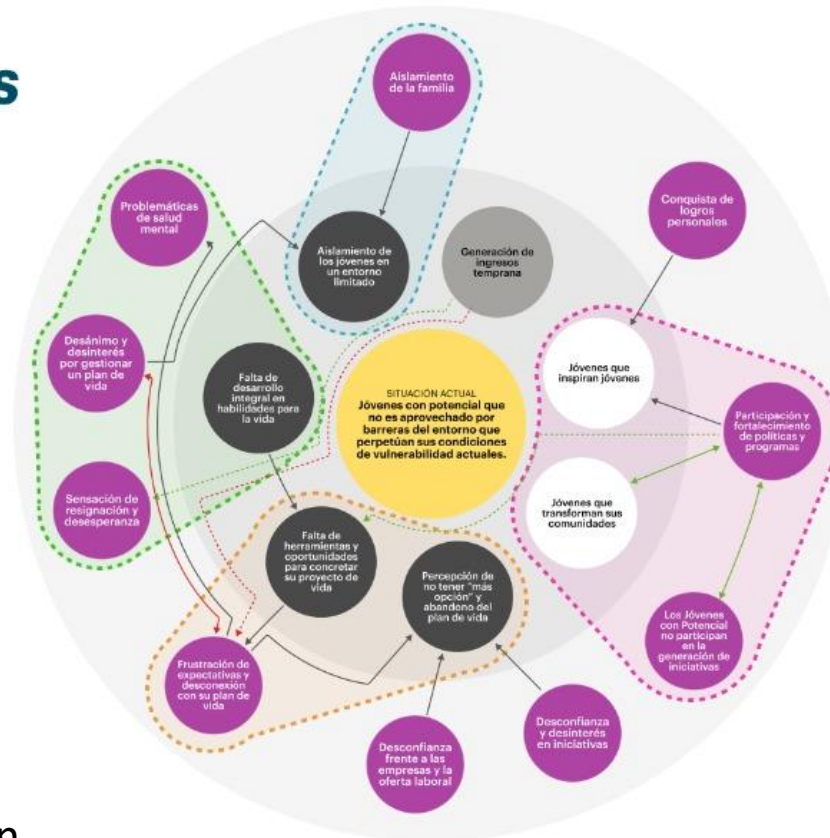 s
Aislamiento
de la familia
Conquista de
logros
personales
Problemáticas
de salud
mental
Aislamiento de
los jóvenes en
un entorno
limitado
Generación de
ingresos
temprana
Desánimo y
desinterés
por gestionar
un plan de
vida
Jóvenes que
inspiran jóvenes
Falta de
desarrollo
integral en
habilidades para
la vida
SITUACIÓN ACTUAL
Jóvenes con potencial que
no es aprovechado por
barreras del entorno que
perpetúan sus condiciones
de vulnerabilidad actuales.
Participación y
fortalecimiento
de políticas y
programas
Sensación de
resignación y
desesperanza
Jóvenes que
transforman sus
comunidades
Falta de
herramientas y
oportunidades
para concretar
su proyecto de
vida
Percepción de
no tener "más
opción" y
abandono del
plan de vida
Los Jóvenes
con Potencial
no participan
en la
generación de
iniciativas
Frustración de
expectativas y
desconexión
con su plan de
vida
Desconfianza
frente a las
empresas y la
oferta laboral
Desconfianza
y desinterés
en iniciativas
n